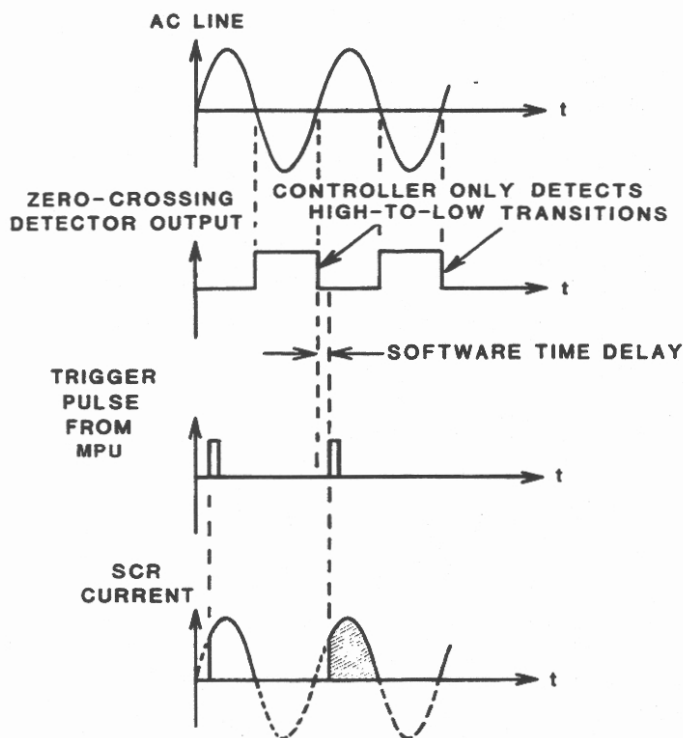 AC LINE
t
CONTROLLER ONLY DETECTS
HIGH-TO-LOW TRANSITIONS
ZERO-CROSSING
DETECTOR OUTPUT
t
SOFTWARE TIME DELAY
TRIGGER
PULSE
FROM
MPU
t
SCR
CURRENT
t